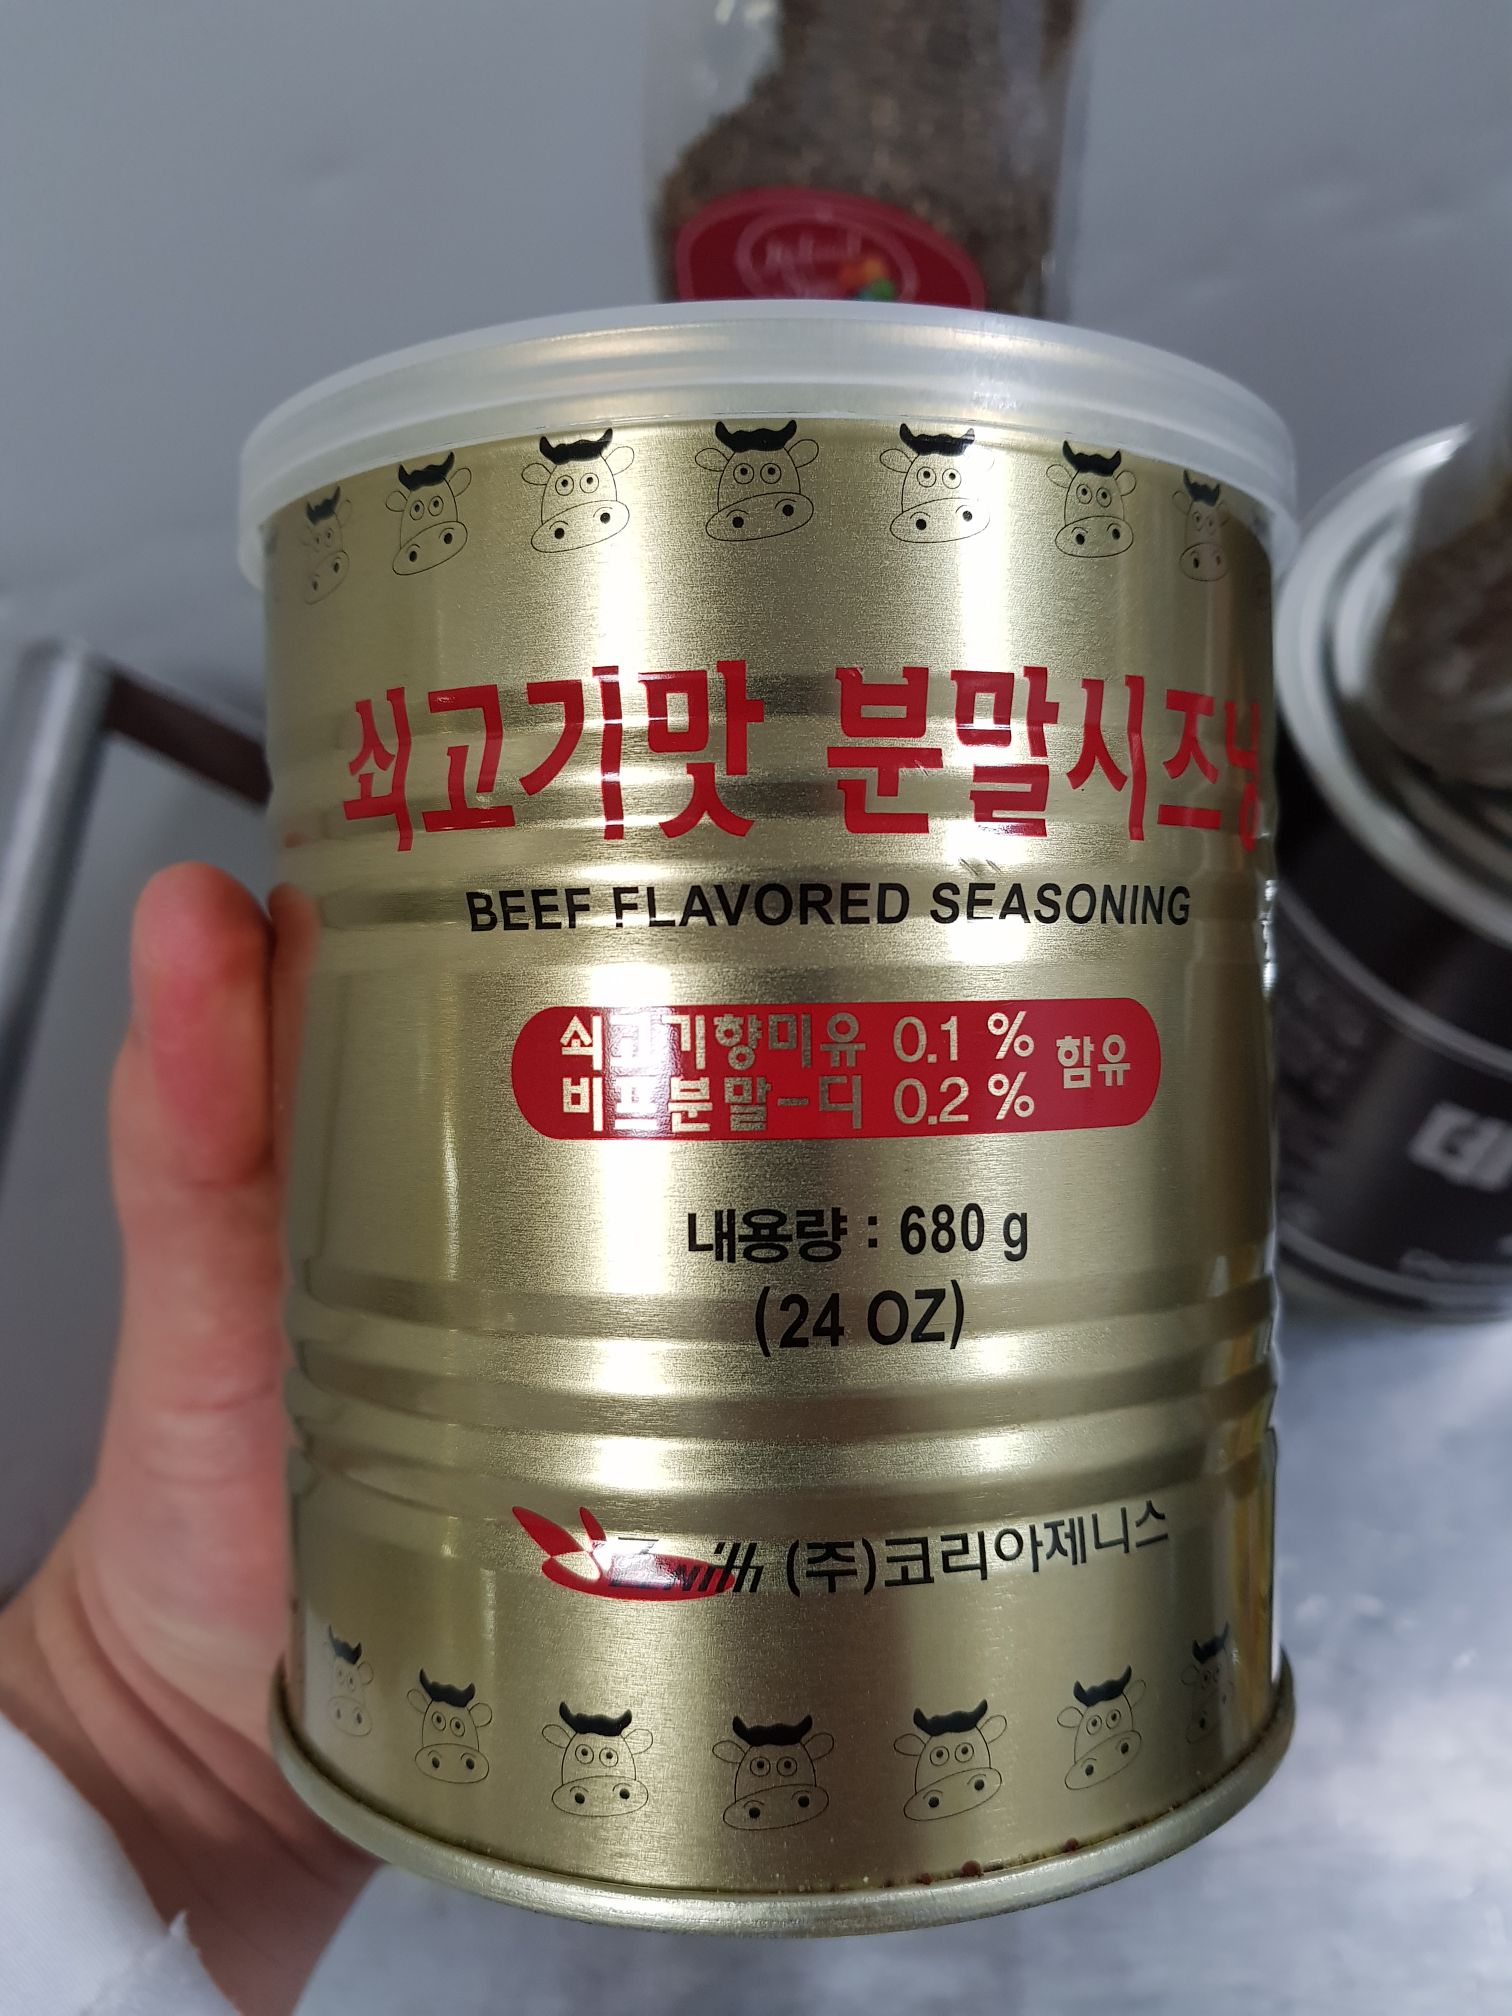 쇠고기맛 분말시즈닝
BEEF FLAVORED SEASONING
쇠고기향미유 0.1 %
비프분말-디 0.2 % 함유
내용량 : 680 g
(24 OZ)
Zenith (주)코리아제니스
데